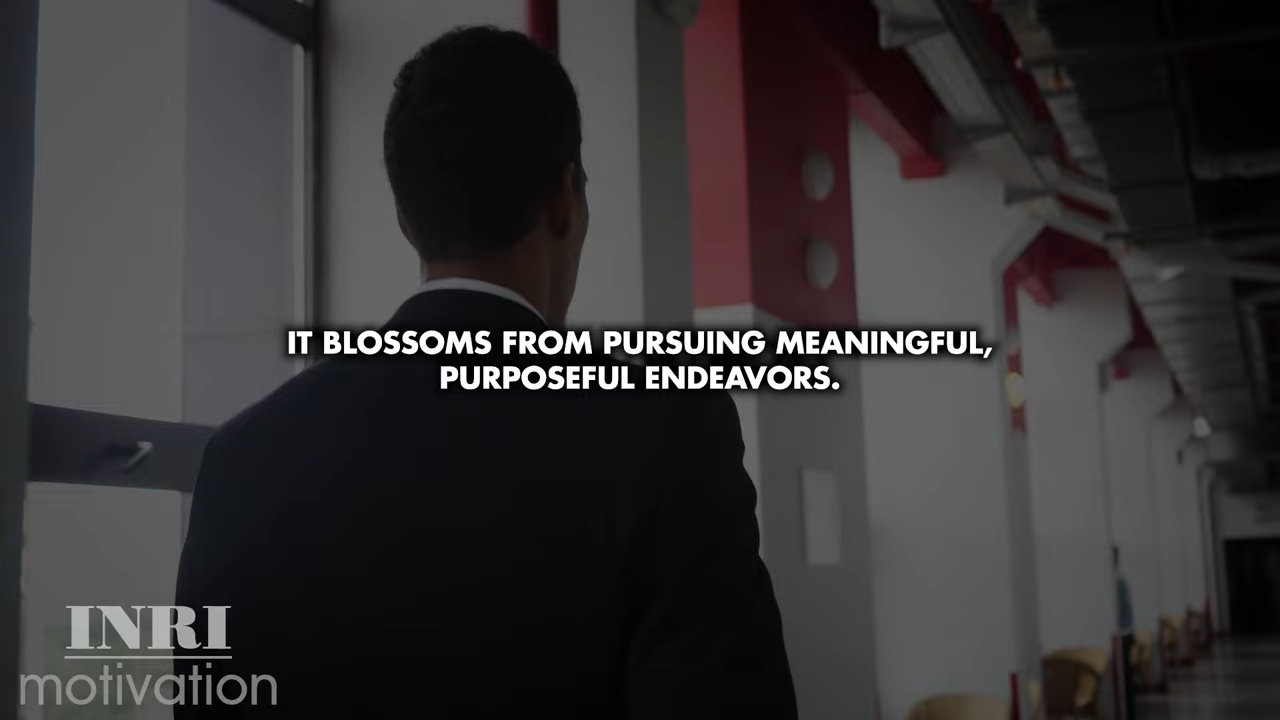 IT BLOSSOMS FROM PURSUING MEANINGFUL,
PURPOSEFUL ENDEAVORS.
INRI
motivation